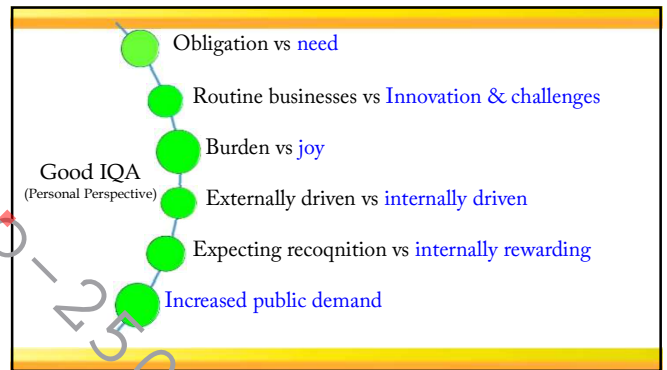 Obligation vs need
Routine businesses vs Innovation & challenges
Burden vs joy
Good IQA
(Personal Perspective)
Externally driven vs internally driven
Expecting recoqnition vs internally rewarding
Increased public demand